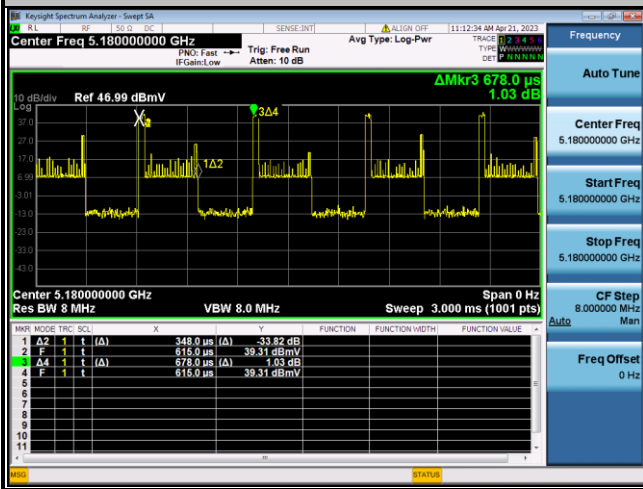 Keysight Spectrum Analyzer - Swept SA
RL RF 50 Ω DC SENSE:INT ALIGN OFF 11:12:34 AM Apr 21, 2023
Center Freq 5.180000000 GHz
PNO: Fast
IFGain:Low
Trig: Free Run
Atten: 10 dB
Avg Type: Log-Pwr
TRACE 1 2 3 4 5 6
TYPE WWWWWW
DET P N N N N N
ΔMkr3 678.0 µs
1.03 dB
10 dB/div
Log
Ref 46.99 dBmV
37.0
27.0
17.0
6.99
-3.01
-13.0
-23.0
-33.0
-43.0
X
3Δ4
1Δ2
Center 5.180000000 GHz Span 0 Hz
Res BW 8 MHz VBW 8.0 MHz Sweep 3.000 ms (1001 pts)
MKR MODE TRC SCL X Y FUNCTION FUNCTION WIDTH FUNCTION VALUE
1 Δ2 1 t (Δ) 348.0 µs (Δ) -33.82 dB
2 F 1 t 615.0 µs 39.31 dBmV
3 Δ4 1 t (Δ) 678.0 µs (Δ) 1.03 dB
4 F 1 t 615.0 µs 39.31 dBmV
5
6
7
8
9
10
11
MSG STATUS
Frequency
Auto Tune
Center Freq
5.180000000 GHz
Start Freq
5.180000000 GHz
Stop Freq
5.180000000 GHz
CF Step
8.000000 MHz
Auto Man
Freq Offset
0 Hz